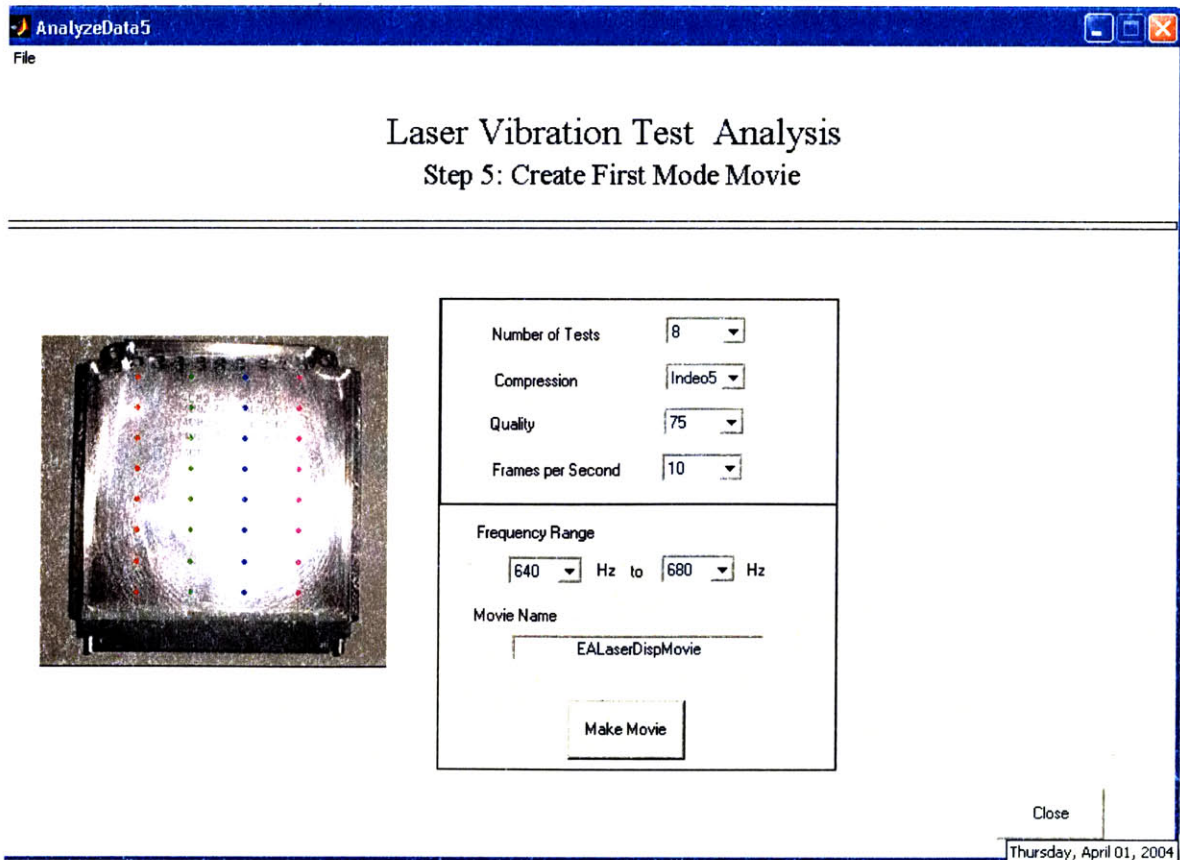 AnalyzeData5
File
Laser Vibration Test Analysis
Step 5: Create First Mode Movie
Number of Tests 8
Compression Indeo5
Quality 75
Frames per Second 10
Frequency Range
640 Hz to 680 Hz
Movie Name
EALaserDispMovie
Make Movie
Close
Thursday, April 01, 2004